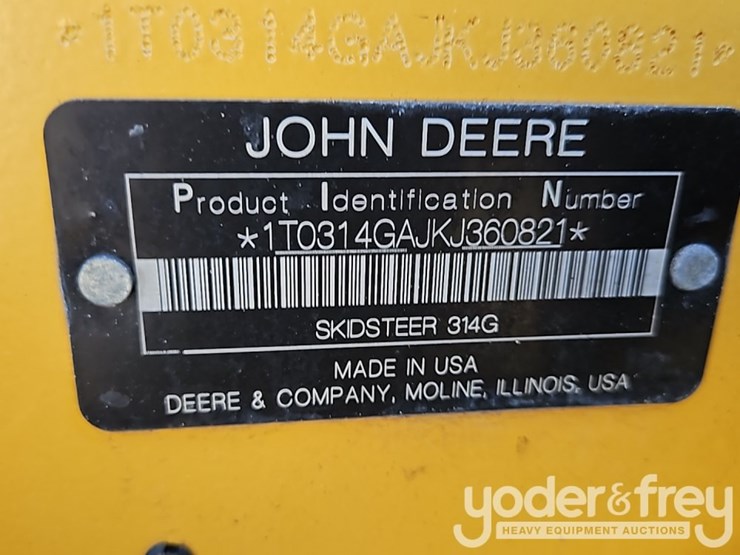 *1T0314GAJKJ360821*
JOHN DEERE
Product Identification Number
*1T0314GAJKJ360821*
SKIDSTEER 314G
MADE IN USA
DEERE & COMPANY, MOLINE, ILLINOIS, USA
yoder&frey
HEAVY EQUIPMENT AUCTIONS